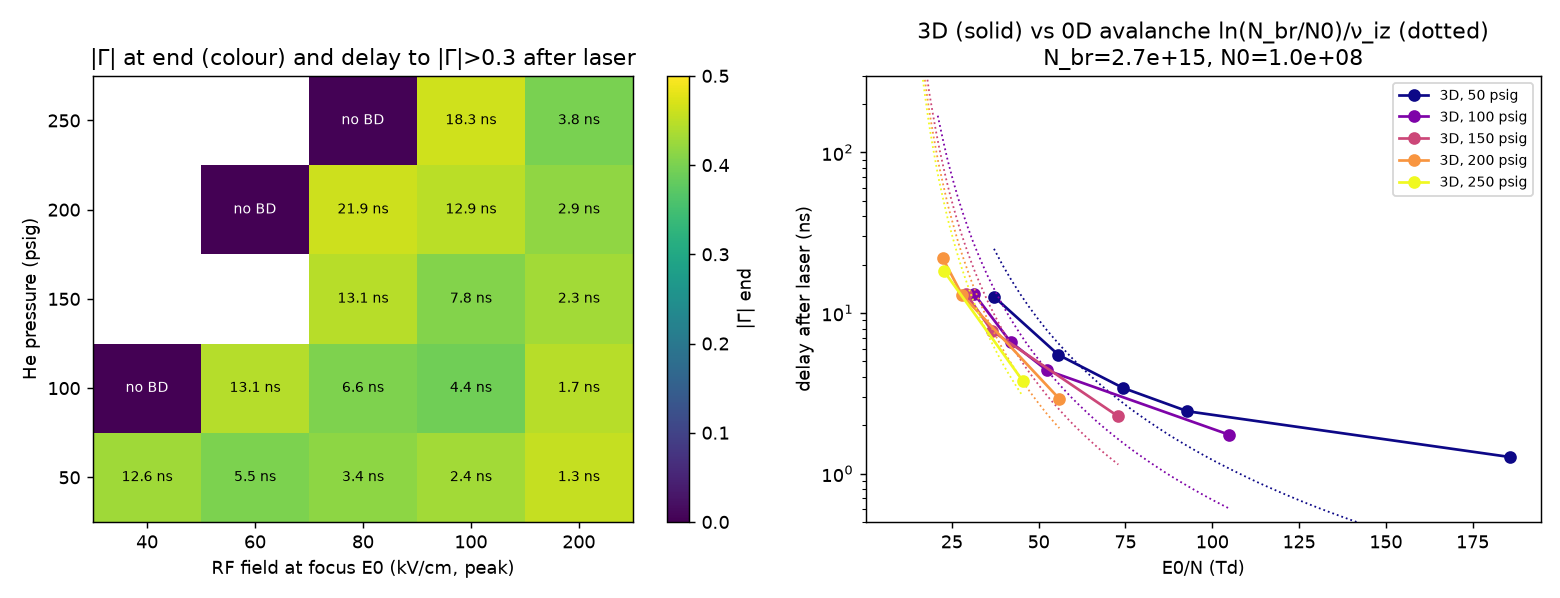 |Γ| at end (colour) and delay to |Γ|>0.3 after laser
He pressure (psig)
250
200
150
100
50
no BD
18.3 ns
3.8 ns
no BD
21.9 ns
12.9 ns
2.9 ns
13.1 ns
7.8 ns
2.3 ns
no BD
13.1 ns
6.6 ns
4.4 ns
1.7 ns
12.6 ns
5.5 ns
3.4 ns
2.4 ns
1.3 ns
40
60
80
100
200
RF field at focus E0 (kV/cm, peak)
0.5
0.4
0.3
0.2
0.1
0.0
|Γ| end
3D (solid) vs 0D avalanche ln(N_br/N0)/ν_iz (dotted)
N_br=2.7e+15, N0=1.0e+08
delay after laser (ns)
10²
10¹
10⁰
3D, 50 psig
3D, 100 psig
3D, 150 psig
3D, 200 psig
3D, 250 psig
25
50
75
100
125
150
175
E0/N (Td)